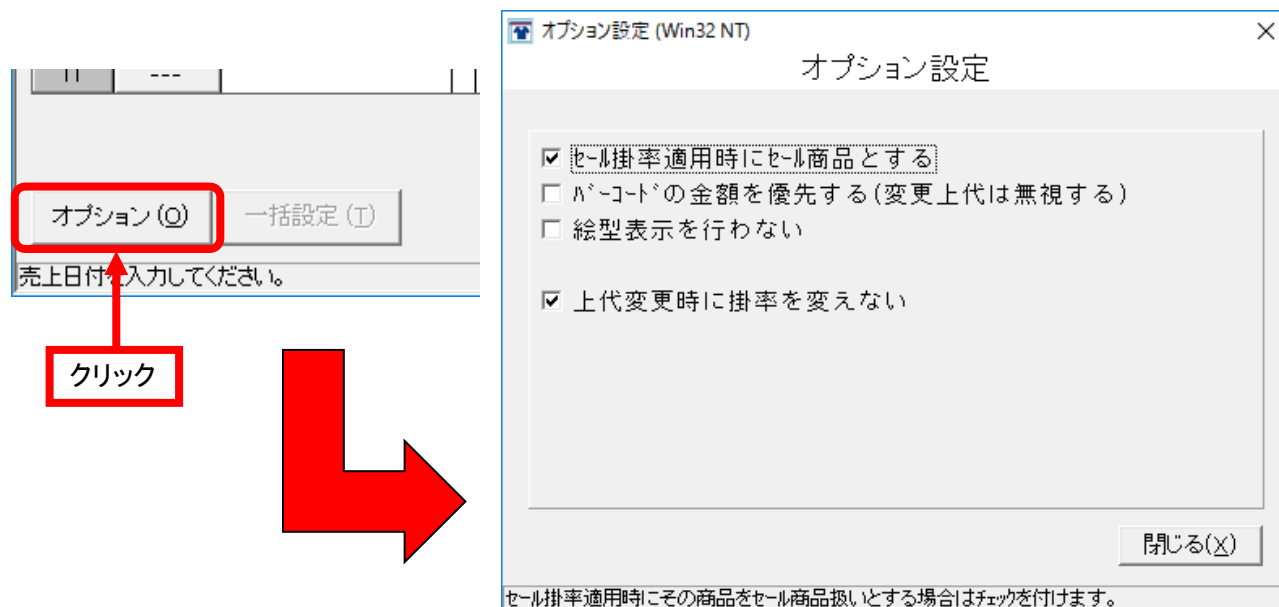 ---
オプション(O)
一括設定(T)
売上日付を入力してください。
クリック
オプション設定 (Win32 NT)
オプション設定
ｾｰﾙ掛率適用時にｾｰﾙ商品とする
ﾊﾞｰｺｰﾄﾞの金額を優先する(変更上代は無視する)
絵型表示を行わない
上代変更時に掛率を変えない
閉じる(X)
セール掛率適用時にその商品をセール商品扱いとする場合はﾁｪｯｸを付けます。